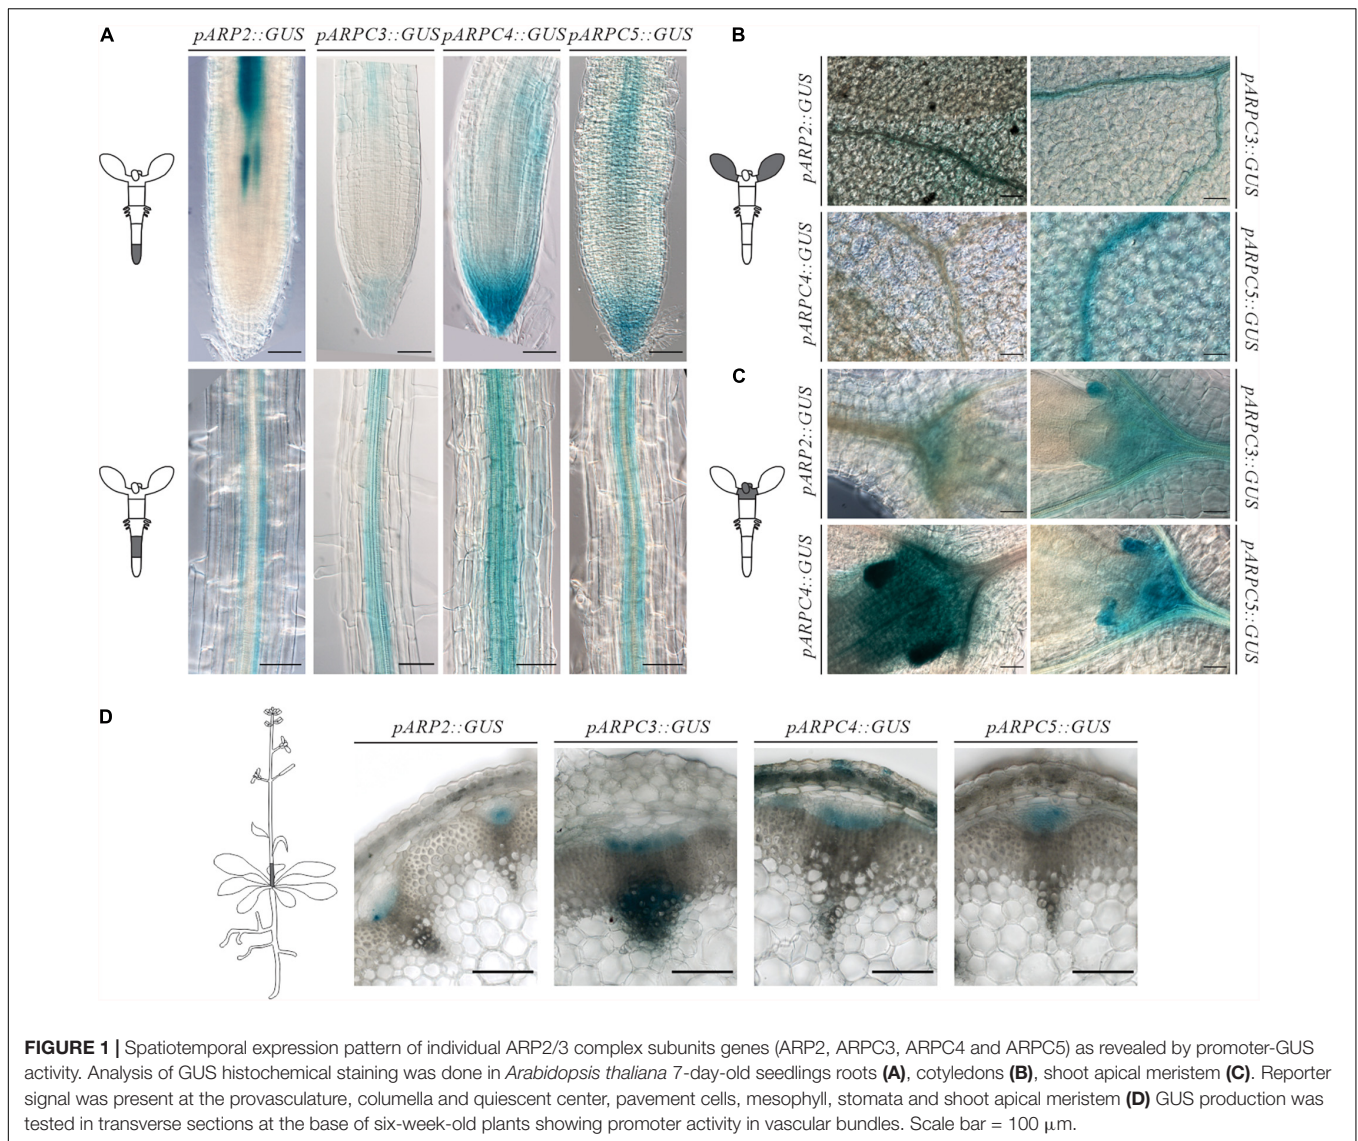 A
pARP2::GUS pARPC3::GUS pARPC4::GUS pARPC5::GUS
B
pARP2::GUS
pARPC3::GUS
pARPC4::GUS
pARPC5::GUS
C
pARP2::GUS
pARPC3::GUS
pARPC4::GUS
pARPC5::GUS
D
pARP2::GUS pARPC3::GUS pARPC4::GUS pARPC5::GUS
FIGURE 1 | Spatiotemporal expression pattern of individual ARP2/3 complex subunits genes (ARP2, ARPC3, ARPC4 and ARPC5) as revealed by promoter-GUS
activity. Analysis of GUS histochemical staining was done in Arabidopsis thaliana 7-day-old seedlings roots (A), cotyledons (B), shoot apical meristem (C). Reporter
signal was present at the provasculature, columella and quiescent center, pavement cells, mesophyll, stomata and shoot apical meristem (D) GUS production was
tested in transverse sections at the base of six-week-old plants showing promoter activity in vascular bundles. Scale bar = 100 μm.